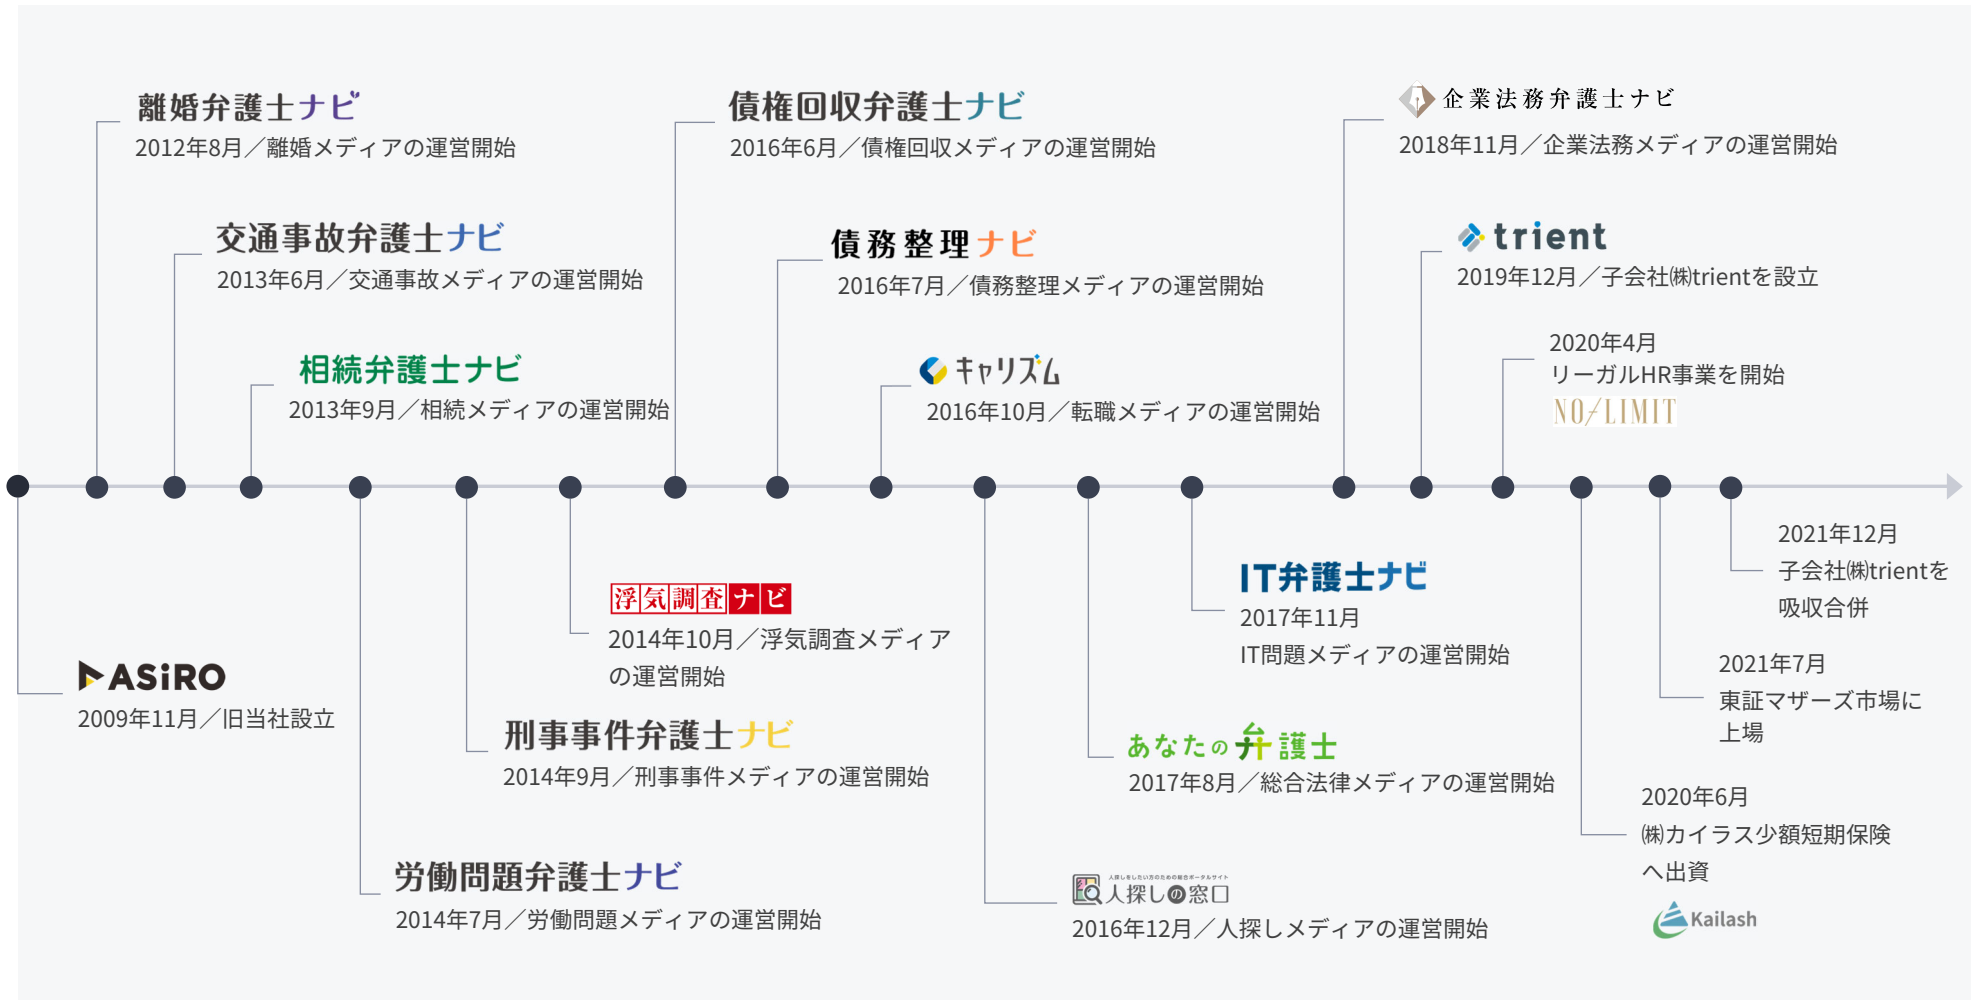 離婚弁護士ナビ
2012年8月／離婚メディアの運営開始
交通事故弁護士ナビ
2013年6月／交通事故メディアの運営開始
相続弁護士ナビ
2013年9月／相続メディアの運営開始
債権回収弁護士ナビ
2016年6月／債権回収メディアの運営開始
債務整理ナビ
2016年7月／債務整理メディアの運営開始
キャリズム
2016年10月／転職メディアの運営開始
企業法務弁護士ナビ
2018年11月／企業法務メディアの運営開始
trient
2019年12月／子会社㈱trientを設立
2020年4月
リーガルHR事業を開始
NO/LIMIT
ASiRO
2009年11月／旧当社設立
浮気調査ナビ
2014年10月／浮気調査メディア
の運営開始
刑事事件弁護士ナビ
2014年9月／刑事事件メディアの運営開始
労働問題弁護士ナビ
2014年7月／労働問題メディアの運営開始
IT弁護士ナビ
2017年11月
IT問題メディアの運営開始
あなたの弁護士
2017年8月／総合法律メディアの運営開始
人探しをしたい方のための総合ポータルサイト
人探しの窓口
2016年12月／人探しメディアの運営開始
2021年12月
子会社㈱trientを
吸収合併
2021年7月
東証マザーズ市場に
上場
2020年6月
㈱カイラス少額短期保険
へ出資
Kailash